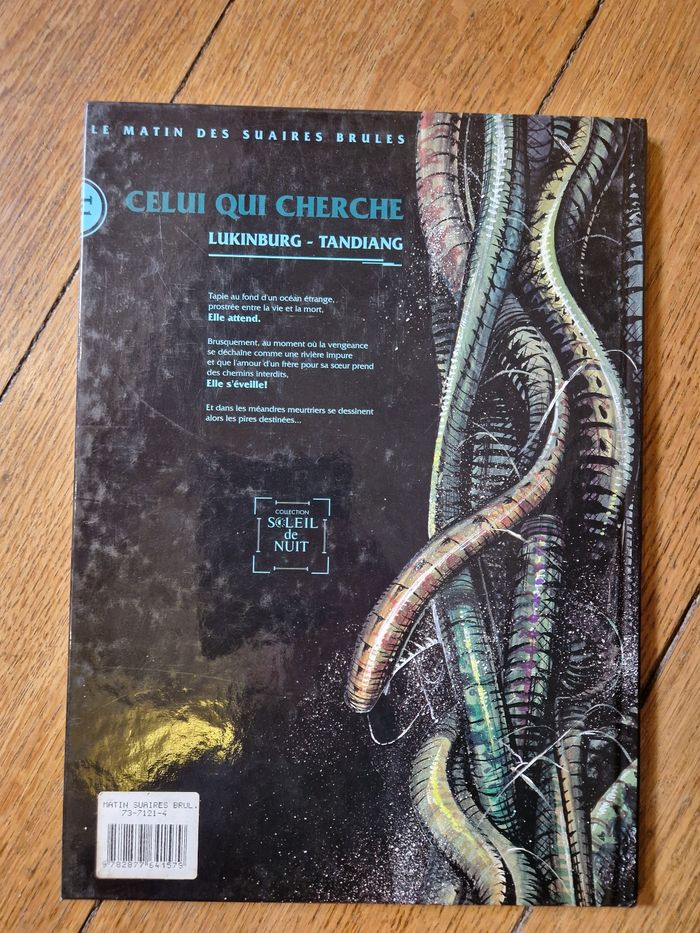 LE MATIN DES SUAIRES BRULES
CELUI QUI CHERCHE
LUKINBURG - TANDIANG
Tapie au fond d'un océan étrange,
prostrée entre la vie et la mort,
Elle attend.
Brusquement, au moment où la vengeance
se déchaîne comme une rivière impure
et que l'amour d'un frère pour sa sœur prend
des chemins interdits,
Elle s'éveille!
Et dans les méandres meurtriers se dessinent
alors les pires destinées...
COLLECTION
SOLEIL
de
NUIT
MATIN SUAIRES BRUL.
73-7121-4
9782877641579